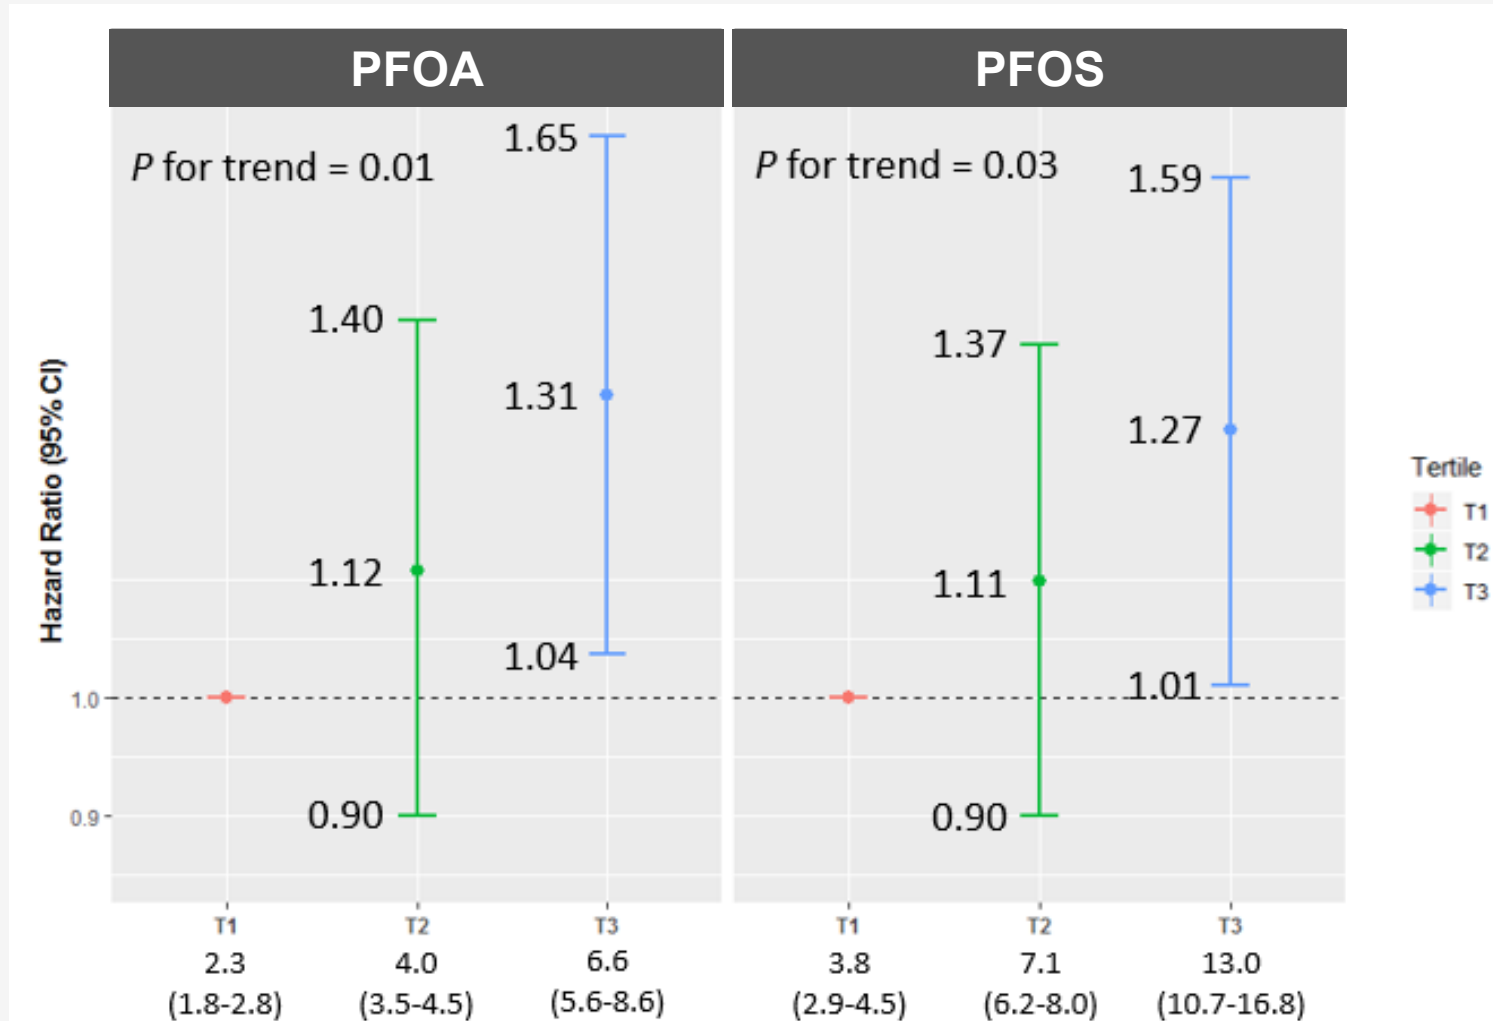 PFOA
PFOS
P for trend = 0.01
1.65
1.40
1.31
1.12
1.04
0.90
P for trend = 0.03
1.59
1.37
1.27
1.11
1.01
0.90
Hazard Ratio (95% CI)
1.0
0.9
T1 T2 T3
2.3 4.0 6.6
(1.8-2.8) (3.5-4.5) (5.6-8.6)
T1 T2 T3
3.8 7.1 13.0
(2.9-4.5) (6.2-8.0) (10.7-16.8)
Tertile
T1
T2
T3